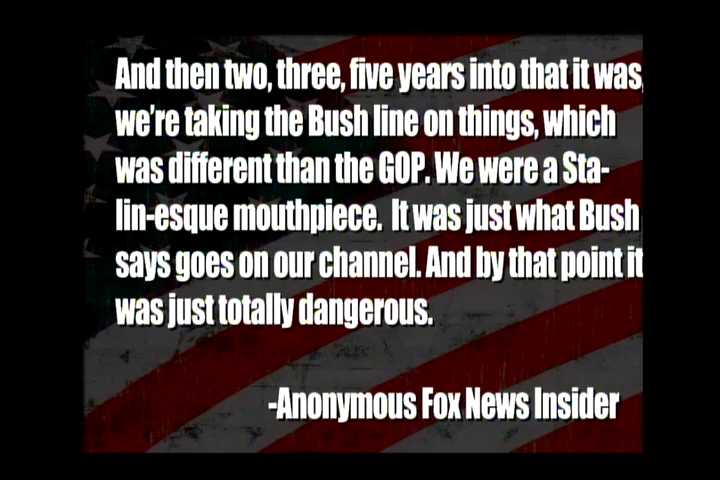 And then two, three, five years into that it was,
we're taking the Bush line on things, which
was different than the GOP. We were a Sta-
lin-esque mouthpiece. It was just what Bush
says goes on our channel. And by that point it
was just totally dangerous.
-Anonymous Fox News Insider